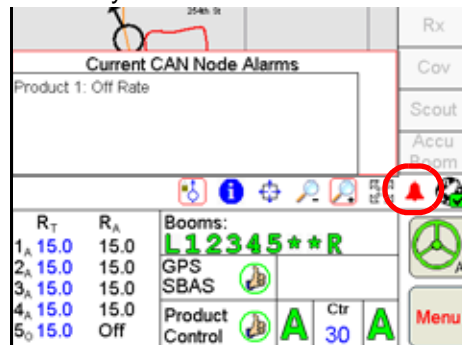 254th St
Rx
Current CAN Node Alarms
Cov
Product 1: Off Rate
Scout
Accu
Boom
RT RA Booms:
1A 15.0 15.0 L12345**R
2A 15.0 15.0 GPS
3A 15.0 15.0 SBAS
A
4A 15.0 15.0 Product A Ctr A
5O 15.0 Off Control 30
Menu